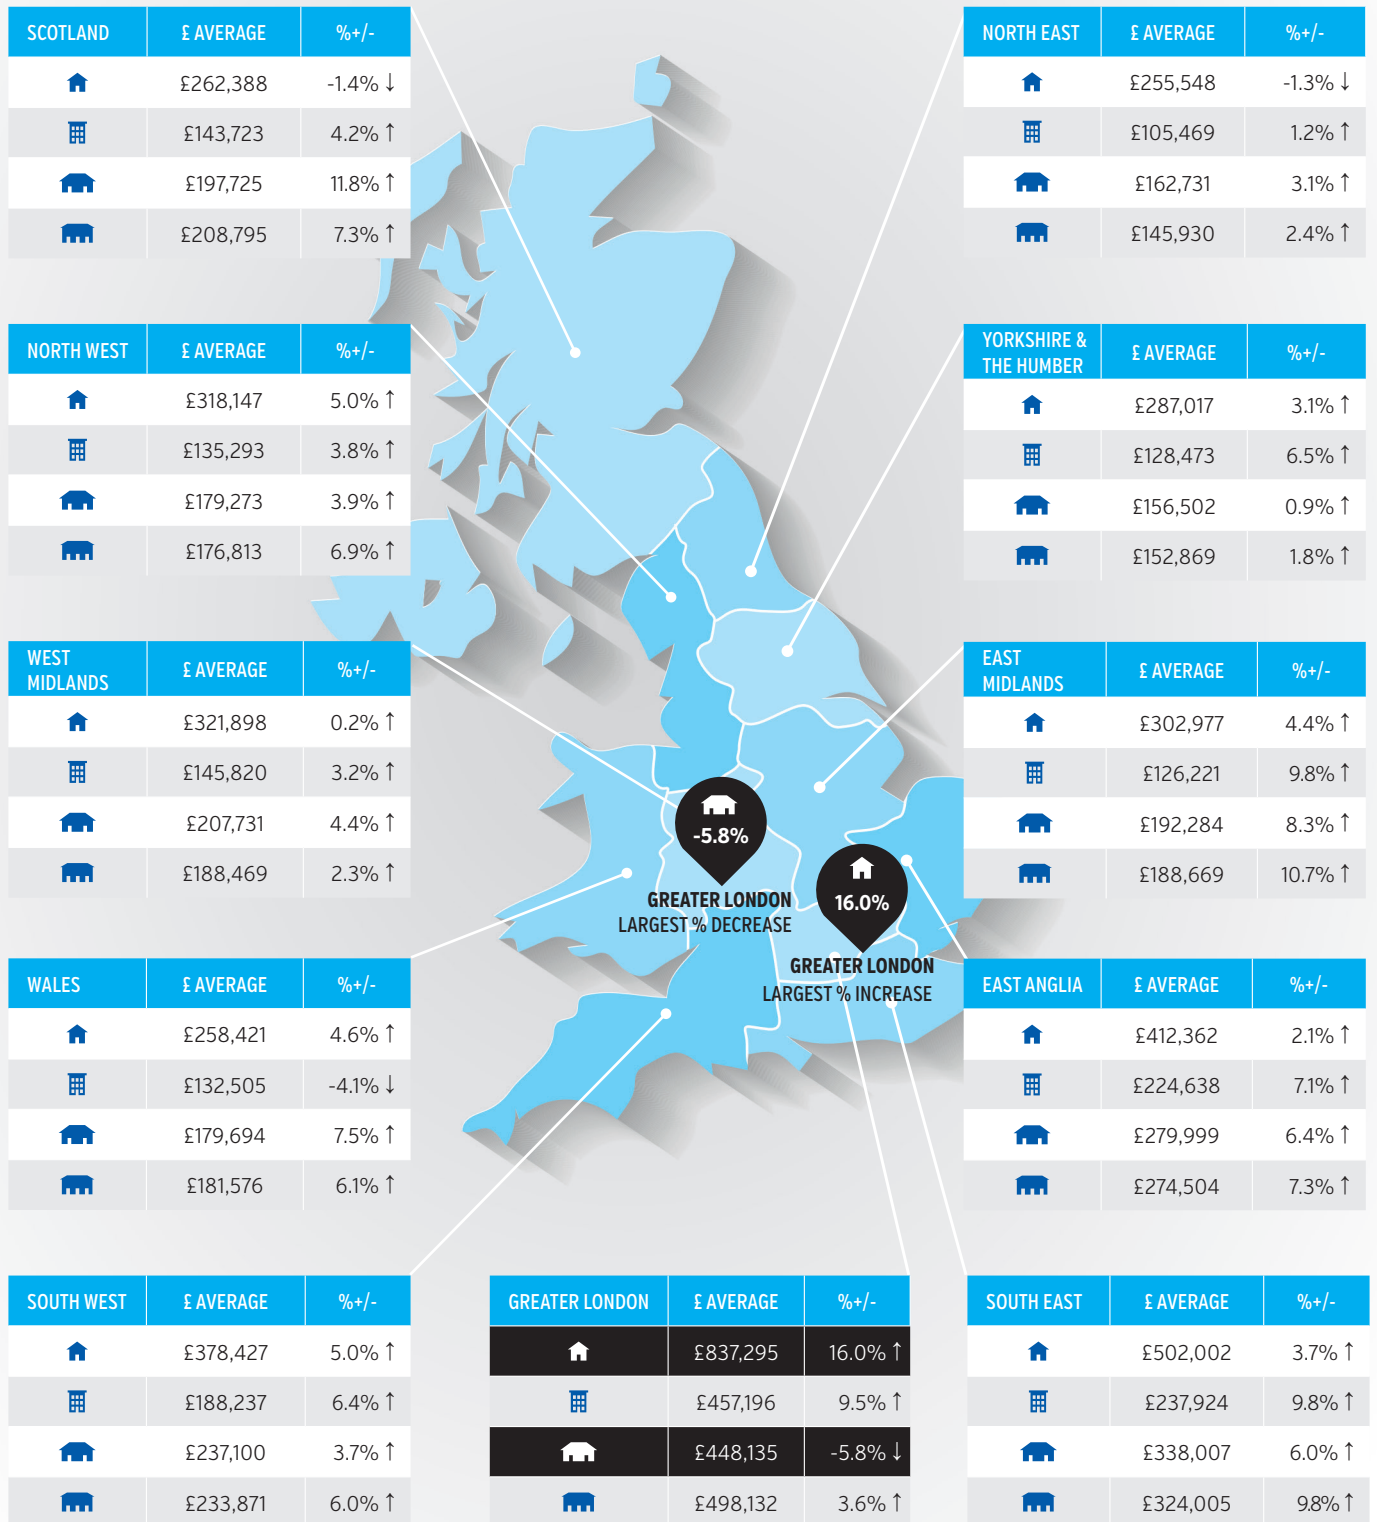 SCOTLAND £ AVERAGE %+/-
£262,388 -1.4% ↓
£143,723 4.2% ↑
£197,725 11.8% ↑
£208,795 7.3% ↑
NORTH EAST £ AVERAGE %+/-
£255,548 -1.3% ↓
£105,469 1.2% ↑
£162,731 3.1% ↑
£145,930 2.4% ↑
NORTH WEST £ AVERAGE %+/-
£318,147 5.0% ↑
£135,293 3.8% ↑
£179,273 3.9% ↑
£176,813 6.9% ↑
YORKSHIRE &
THE HUMBER £ AVERAGE %+/-
£287,017 3.1% ↑
£128,473 6.5% ↑
£156,502 0.9% ↑
£152,869 1.8% ↑
WEST
MIDLANDS £ AVERAGE %+/-
£321,898 0.2% ↑
£145,820 3.2% ↑
£207,731 4.4% ↑
£188,469 2.3% ↑
EAST
MIDLANDS £ AVERAGE %+/-
£302,977 4.4% ↑
£126,221 9.8% ↑
£192,284 8.3% ↑
£188,669 10.7% ↑
-5.8%
GREATER LONDON
LARGEST % DECREASE
16.0%
GREATER LONDON
LARGEST % INCREASE
WALES £ AVERAGE %+/-
£258,421 4.6% ↑
£132,505 -4.1% ↓
£179,694 7.5% ↑
£181,576 6.1% ↑
EAST ANGLIA £ AVERAGE %+/-
£412,362 2.1% ↑
£224,638 7.1% ↑
£279,999 6.4% ↑
£274,504 7.3% ↑
SOUTH WEST £ AVERAGE %+/-
£378,427 5.0% ↑
£188,237 6.4% ↑
£237,100 3.7% ↑
£233,871 6.0% ↑
GREATER LONDON £ AVERAGE %+/-
£837,295 16.0% ↑
£457,196 9.5% ↑
£448,135 -5.8% ↓
£498,132 3.6% ↑
SOUTH EAST £ AVERAGE %+/-
£502,002 3.7% ↑
£237,924 9.8% ↑
£338,007 6.0% ↑
£324,005 9.8% ↑